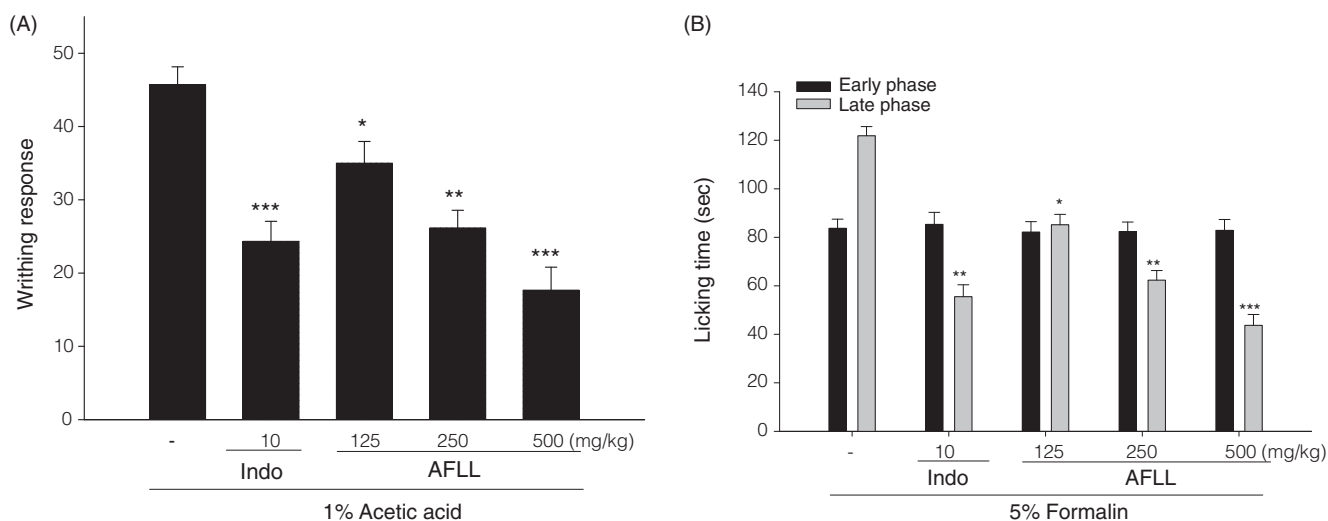 (A)
Writhing response
50
40
30
20
10
0
***
*
**
***
- 10 125 250 500 (mg/kg)
Indo AFLL
1% Acetic acid
(B)
Early phase
Late phase
Licking time (sec)
140
120
100
80
60
40
20
0
**
*
**
***
- 10 125 250 500 (mg/kg)
Indo AFLL
5% Formalin